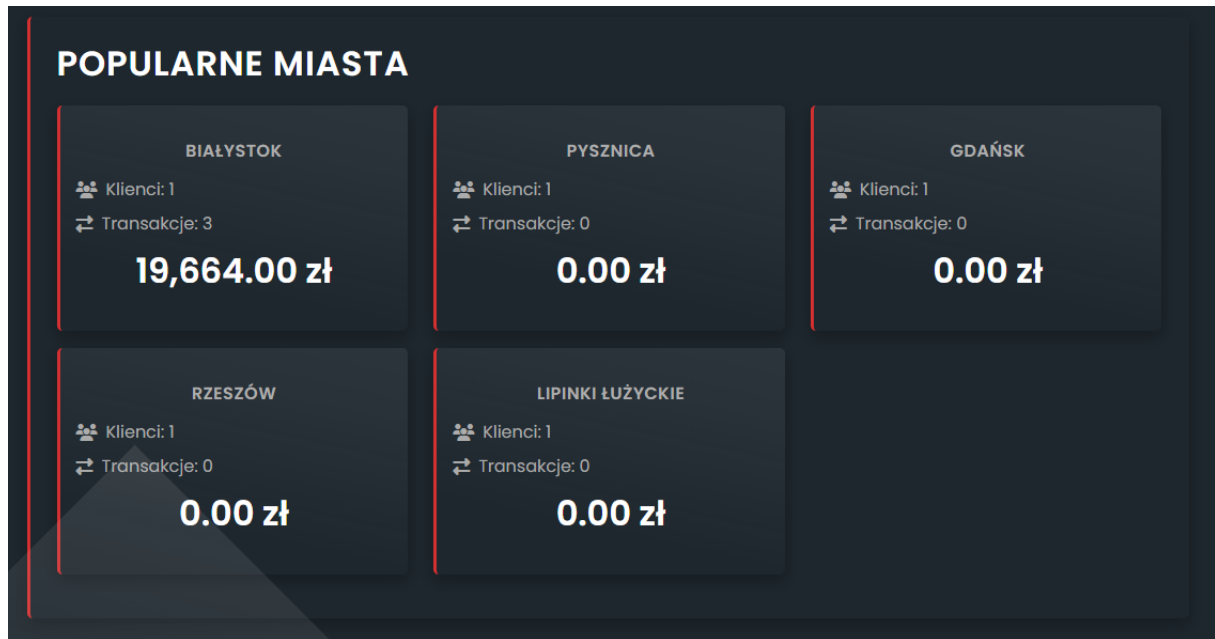 POPULARNE MIASTA
BIAŁYSTOK
Klienci: 1
Transakcje: 3
19,664.00 zł
PYSZNICA
Klienci: 1
Transakcje: 0
0.00 zł
GDAŃSK
Klienci: 1
Transakcje: 0
0.00 zł
RZESZÓW
Klienci: 1
Transakcje: 0
0.00 zł
LIPINKI ŁUŻYCKIE
Klienci: 1
Transakcje: 0
0.00 zł